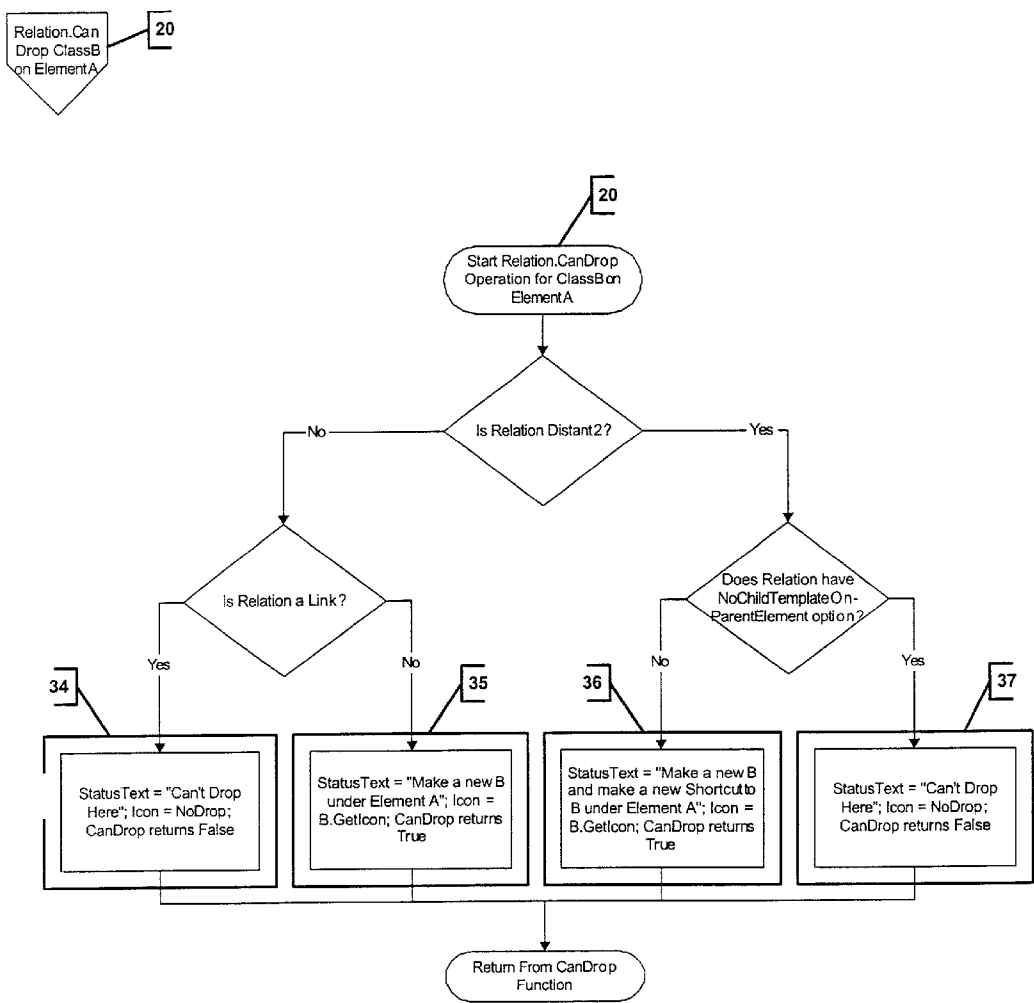 Relation.Can
Drop ClassB
on ElementA
20
20
Start Relation.CanDrop
Operation for ClassB on
ElementA
Is Relation Distant2?
No
Yes
Is Relation a Link?
Does Relation have
NoChildTemplateOn-
ParentElement option?
Yes
No
No
Yes
34
35
36
37
StatusText = "Can't Drop
Here"; Icon = NoDrop;
CanDrop returns False
StatusText = "Make a new B
under Element A"; Icon =
B.GetIcon; CanDrop returns
True
StatusText = "Make a new B
and make a new Shortcut to
B under Element A"; Icon =
B.GetIcon; CanDrop returns
True
StatusText = "Can't Drop
Here"; Icon = NoDrop;
CanDrop returns False
Return From CanDrop
Function